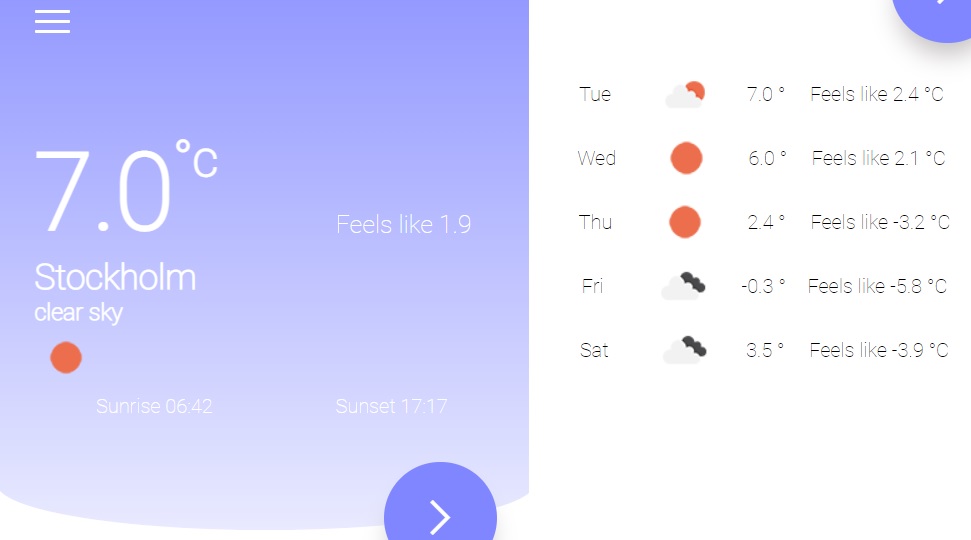 7.0 °C
Feels like 1.9
Stockholm
clear sky
Sunrise 06:42 Sunset 17:17
Tue 7.0 ° Feels like 2.4 °C
Wed 6.0 ° Feels like 2.1 °C
Thu 2.4 ° Feels like -3.2 °C
Fri -0.3 ° Feels like -5.8 °C
Sat 3.5 ° Feels like -3.9 °C